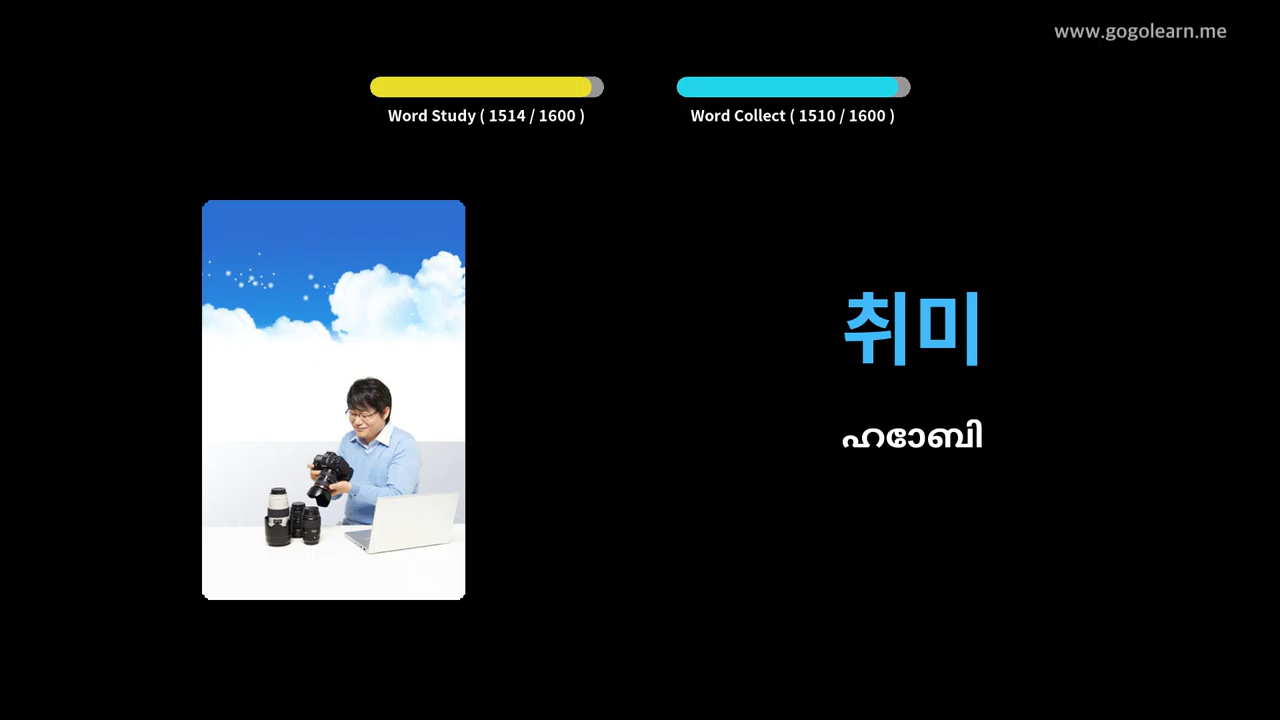 www.gogolearn.me
Word Study ( 1514 / 1600 )
Word Collect ( 1510 / 1600 )
취미
ഹോബി